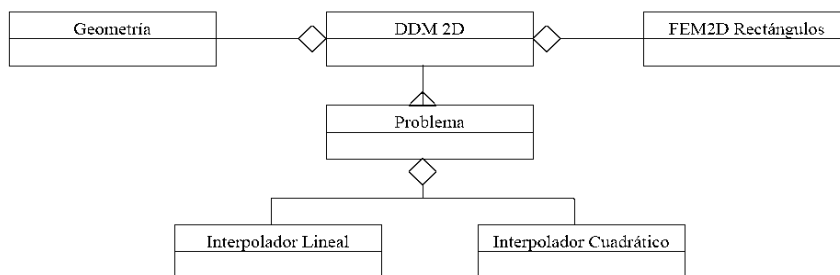 Geometría
DDM 2D
FEM2D Rectángulos
Problema
Interpolador Lineal
Interpolador Cuadrático